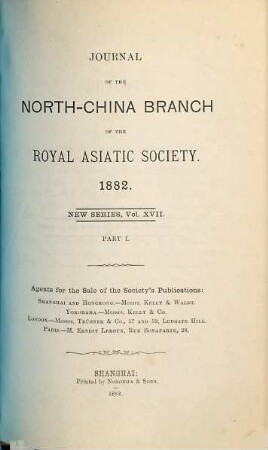 JOURNAL
OF THE
NORTH-CHINA BRANCH
OF THE
ROYAL ASIATIC SOCIETY.
1882.
NEW SERIES, Vol. XVII.
PART I.
Agents for the Sale of the Society's Publications:
SHANGHAI AND HONGKONG.—MESSRS. KELLY & WALSH.
YOKOHAMA.—MESSRS. KELLY & CO.
LONDON.—MESSRS. TRÜBNER & CO., 57 AND 59, LUDGATE HILL.
PARIS.—M. ERNEST LEROUX, RUE BONAPARTE, 28.
SHANGHAI:
Printed by NORONHA & SONS.
1882.